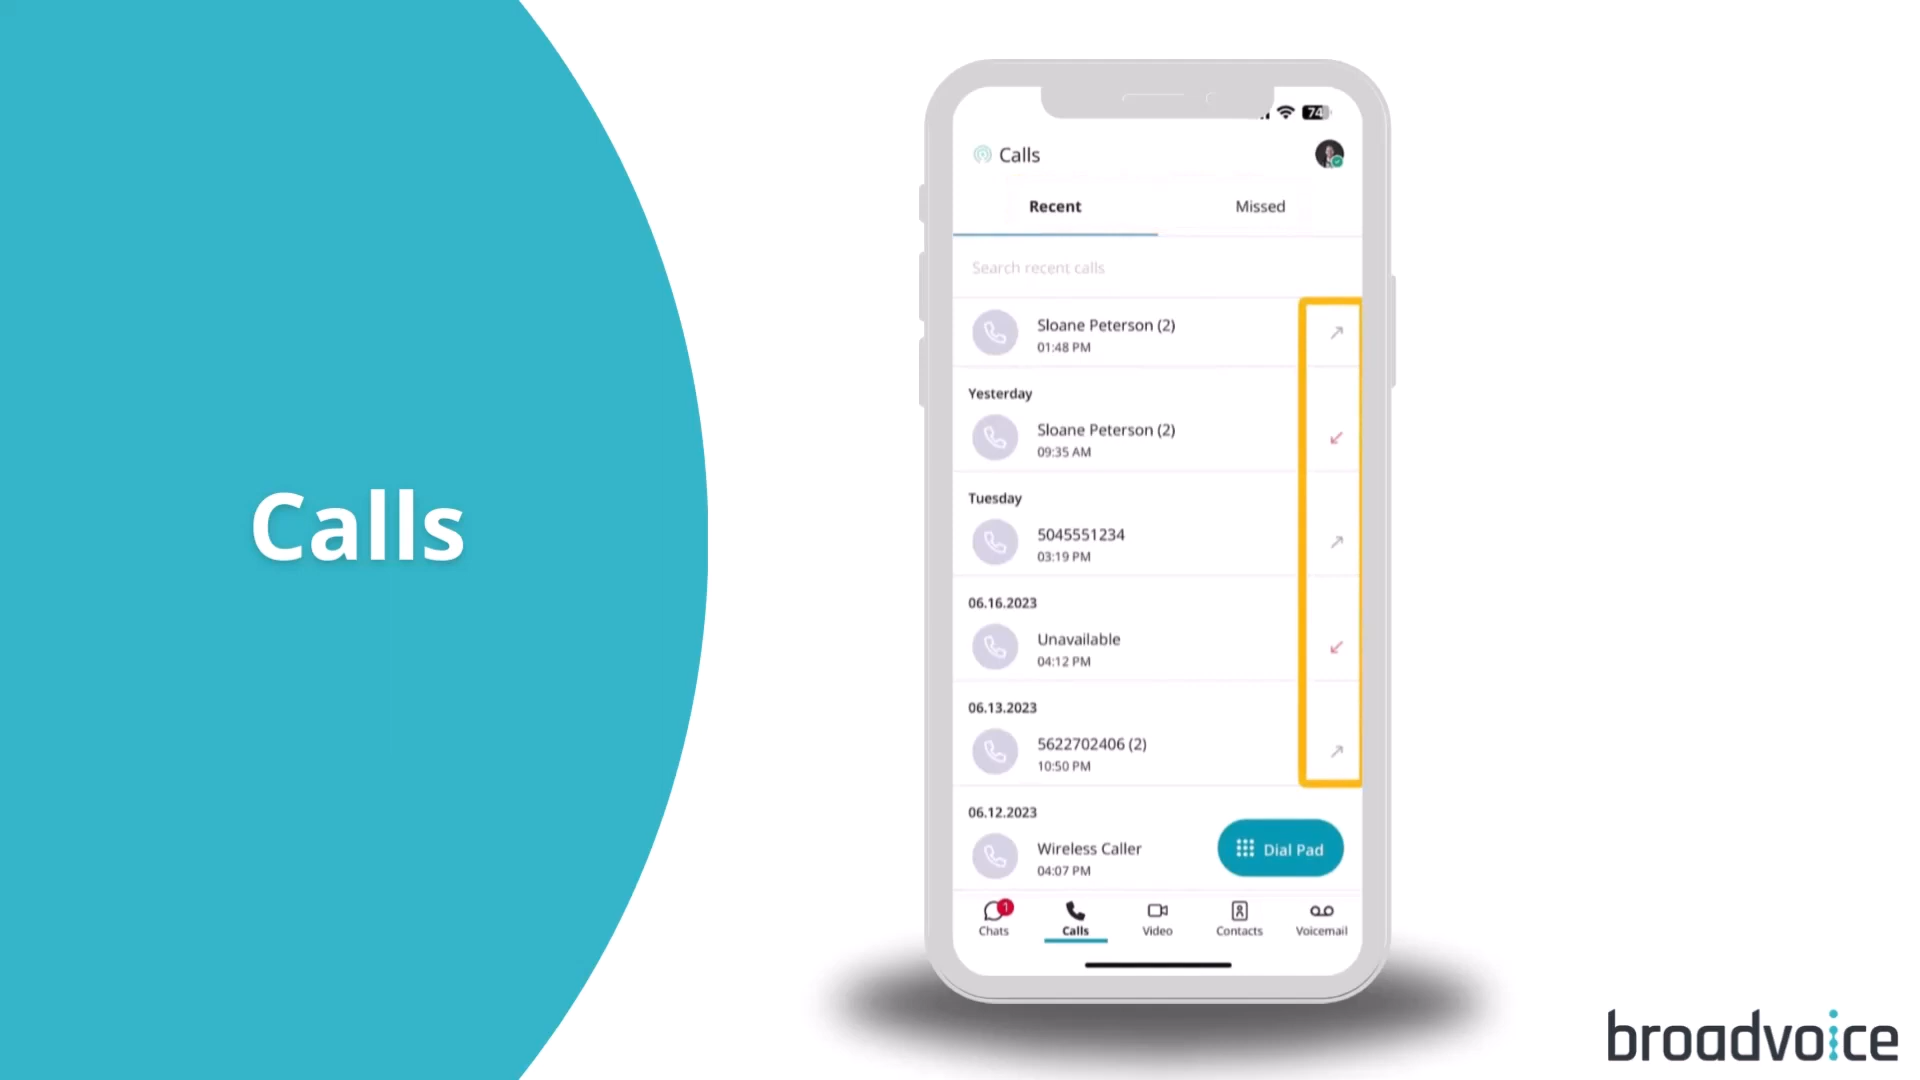 Calls
74
Calls
Recent
Missed
Search recent calls
Sloane Peterson (2)
01:48 PM
Yesterday
Sloane Peterson (2)
09:35 AM
Tuesday
5045551234
03:19 PM
06.16.2023
Unavailable
04:12 PM
06.13.2023
5622702406 (2)
10:50 PM
06.12.2023
Wireless Caller
04:07 PM
Dial Pad
1
Chats
Calls
Video
Contacts
Voicemail
broadvoice